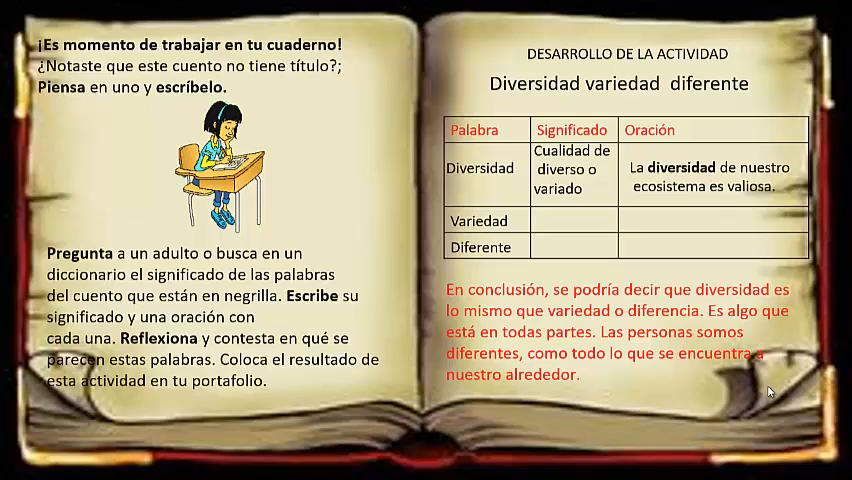 ¡Es momento de trabajar en tu cuaderno!
¿Notaste que este cuento no tiene título?;
Piensa en uno y escríbelo.
Pregunta a un adulto o busca en un
diccionario el significado de las palabras
del cuento que están en negrilla. Escribe su
significado y una oración con
cada una. Reflexiona y contesta en qué se
parecen estas palabras. Coloca el resultado de
esta actividad en tu portafolio.
DESARROLLO DE LA ACTIVIDAD
Diversidad variedad diferente
Palabra Significado Oración
Diversidad
Cualidad de
diverso o
variado
La diversidad de nuestro
ecosistema es valiosa.
Variedad
Diferente
En conclusión, se podría decir que diversidad es
lo mismo que variedad o diferencia. Es algo que
está en todas partes. Las personas somos
diferentes, como todo lo que se encuentra a
nuestro alrededor.